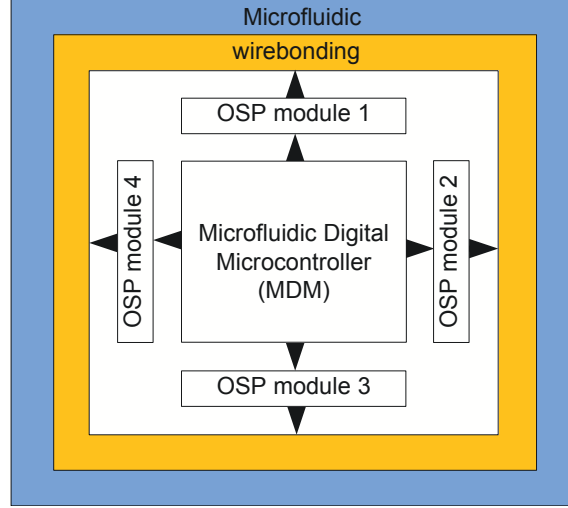 Microfluidic
wirebonding
OSP module 1
OSP module 4
Microfluidic Digital
Microcontroller
(MDM)
OSP module 2
OSP module 3